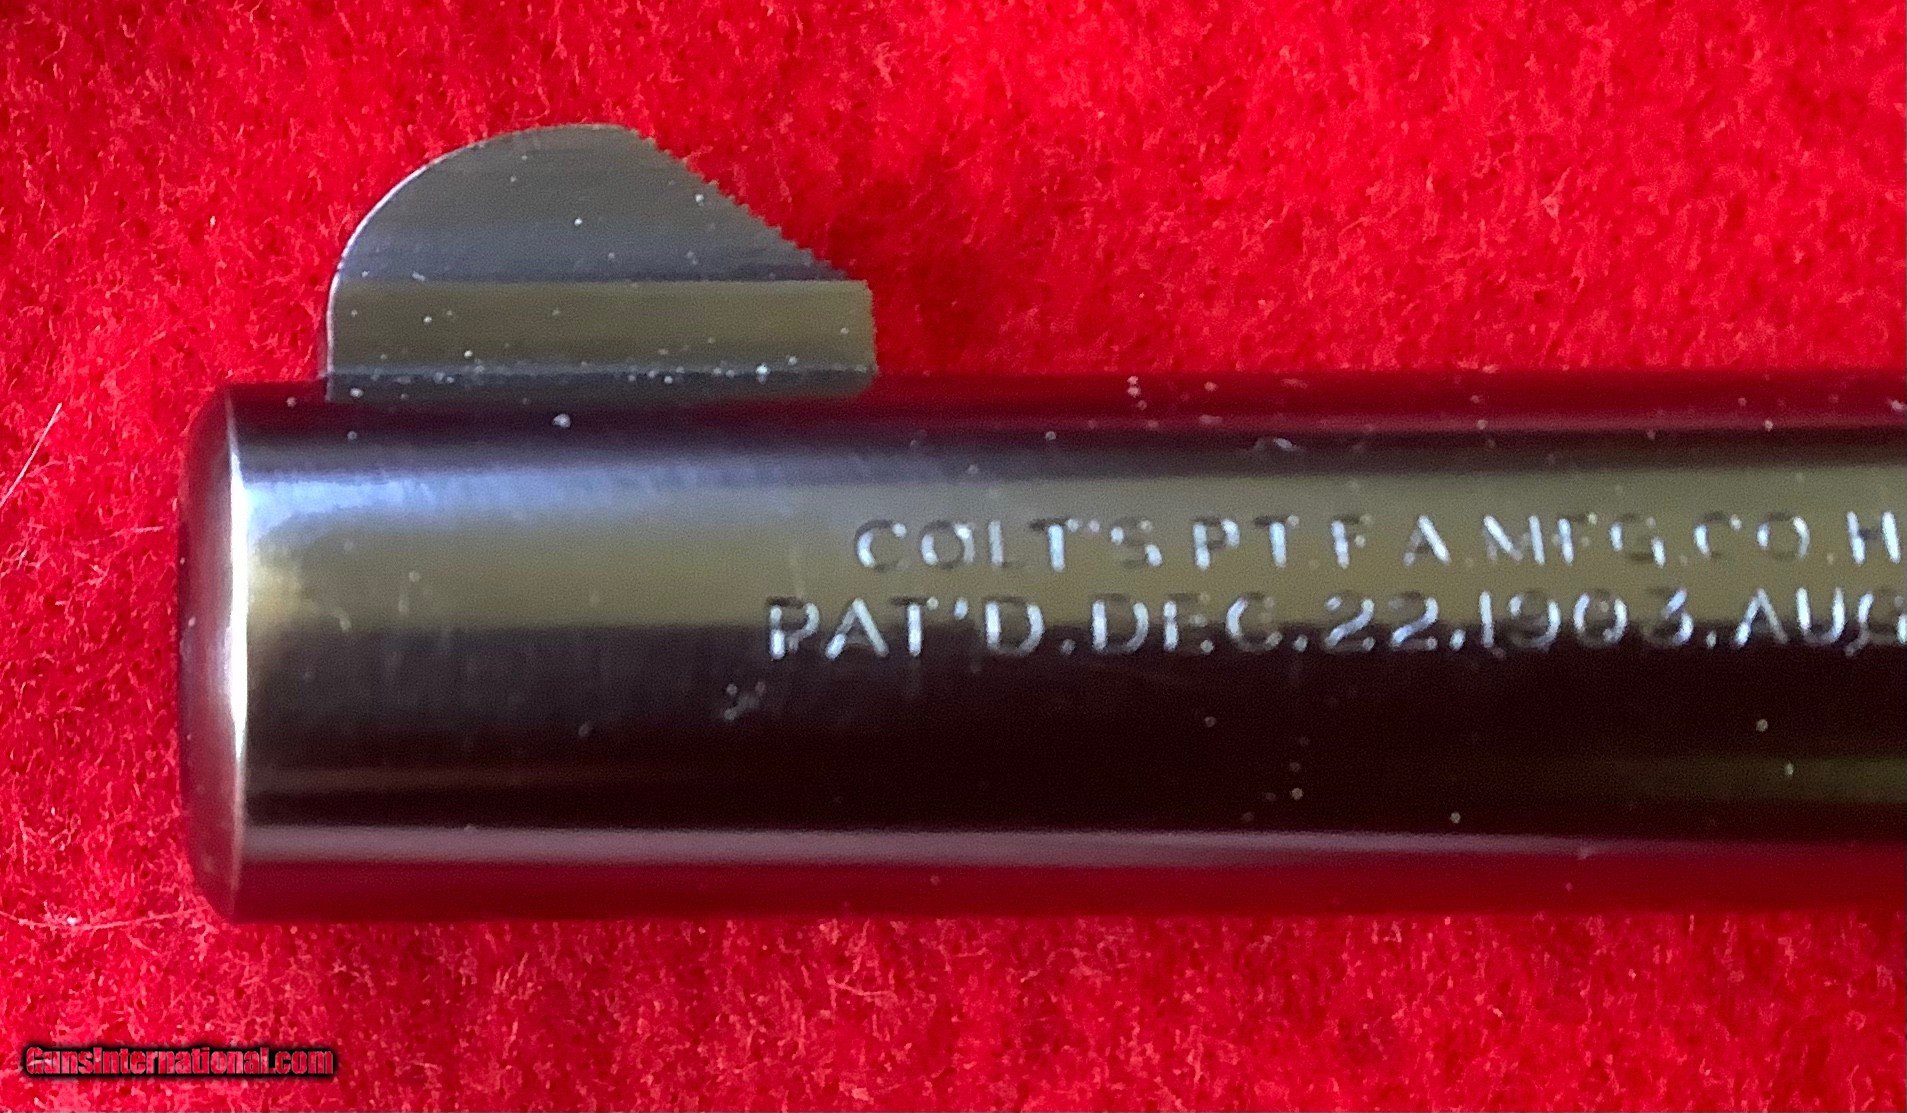 COLT'S PT. F. A. MFG. CO. H
PAT'D. DEC. 22, 1903. AUG
GunsInternational.com